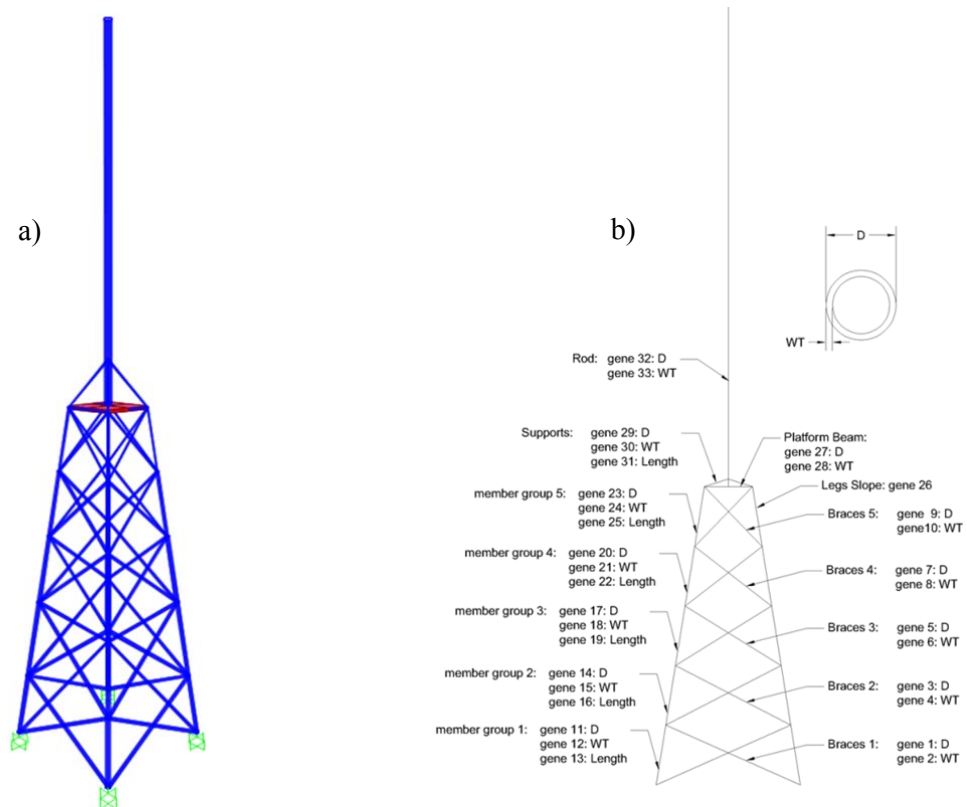 a)
b)
D
WT
Rod: gene 32: D
gene 33: WT
Supports: gene 29: D
gene 30: WT
gene 31: Length
Platform Beam:
gene 27: D
gene 28: WT
Legs Slope: gene 26
member group 5: gene 23: D
gene 24: WT
gene 25: Length
Braces 5: gene 9: D
gene10: WT
member group 4: gene 20: D
gene 21: WT
gene 22: Length
Braces 4: gene 7: D
gene 8: WT
member group 3: gene 17: D
gene 18: WT
gene 19: Length
Braces 3: gene 5: D
gene 6: WT
member group 2: gene 14: D
gene 15: WT
gene 16: Length
Braces 2: gene 3: D
gene 4: WT
member group 1: gene 11: D
gene 12: WT
gene 13: Length
Braces 1: gene 1: D
gene 2: WT